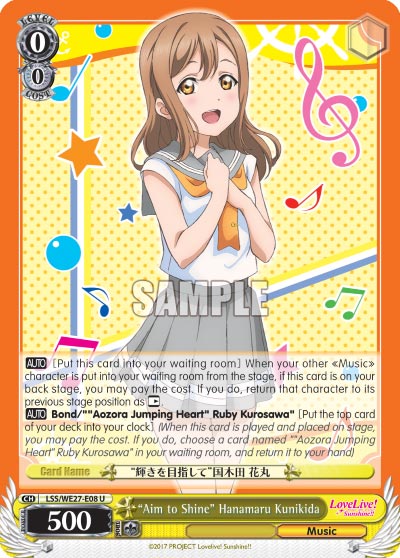 LEVEL
0
0
COST
SAMPLE
AUTO [Put this card into your waiting room] When your other «Music»
character is put into your waiting room from the stage, if this card is on your
back stage, you may pay the cost. If you do, return that character to its
previous stage position as
AUTO Bond/""Aozora Jumping Heart" Ruby Kurosawa" [Put the top card
of your deck into your clock] (When this card is played and placed on stage,
you may pay the cost. If you do, choose a card named ""Aozora Jumping
Heart" Ruby Kurosawa" in your waiting room, and return it to your hand)
Card Name
"輝きを目指して"国木田 花丸
CH LSS/WE27-E08 U
"Aim to Shine" Hanamaru Kunikida
LoveLive!
Sunshine!!
POWER
500
Music
©2017 PROJECT Lovelive! Sunshine!!